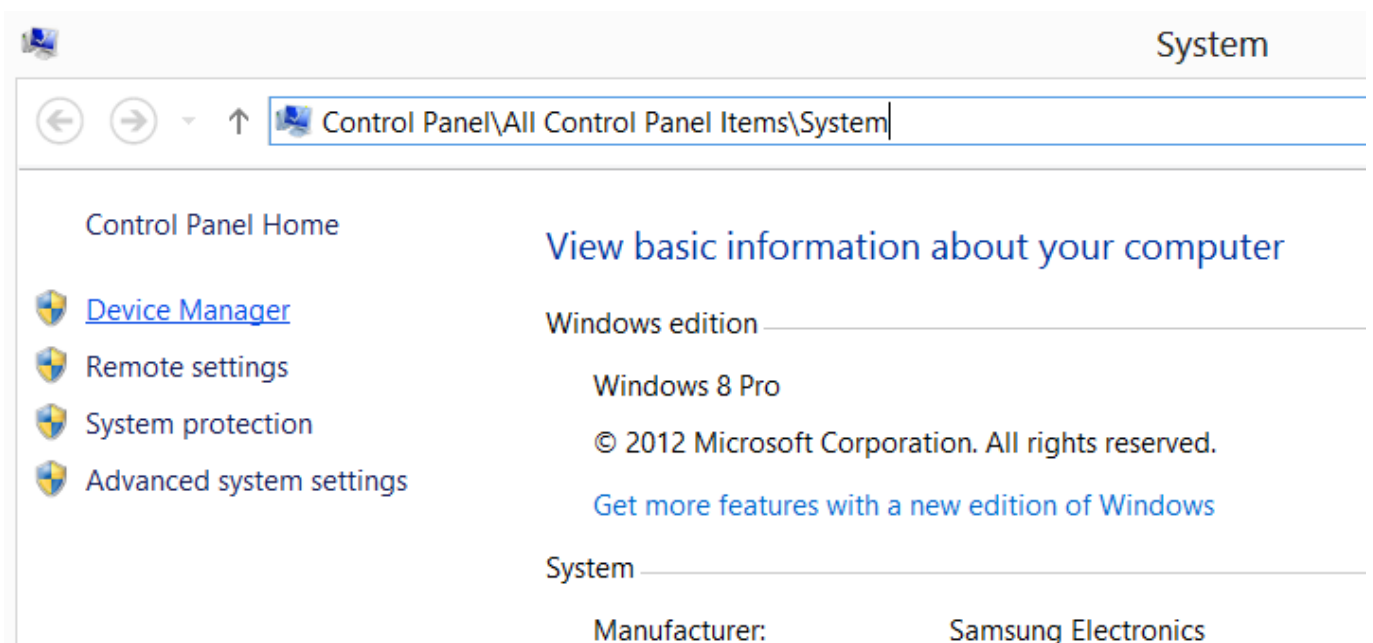 System
Control Panel\All Control Panel Items\System
Control Panel Home
Device Manager
Remote settings
System protection
Advanced system settings
View basic information about your computer
Windows edition
Windows 8 Pro
© 2012 Microsoft Corporation. All rights reserved.
Get more features with a new edition of Windows
System
Manufacturer: Samsung Electronics